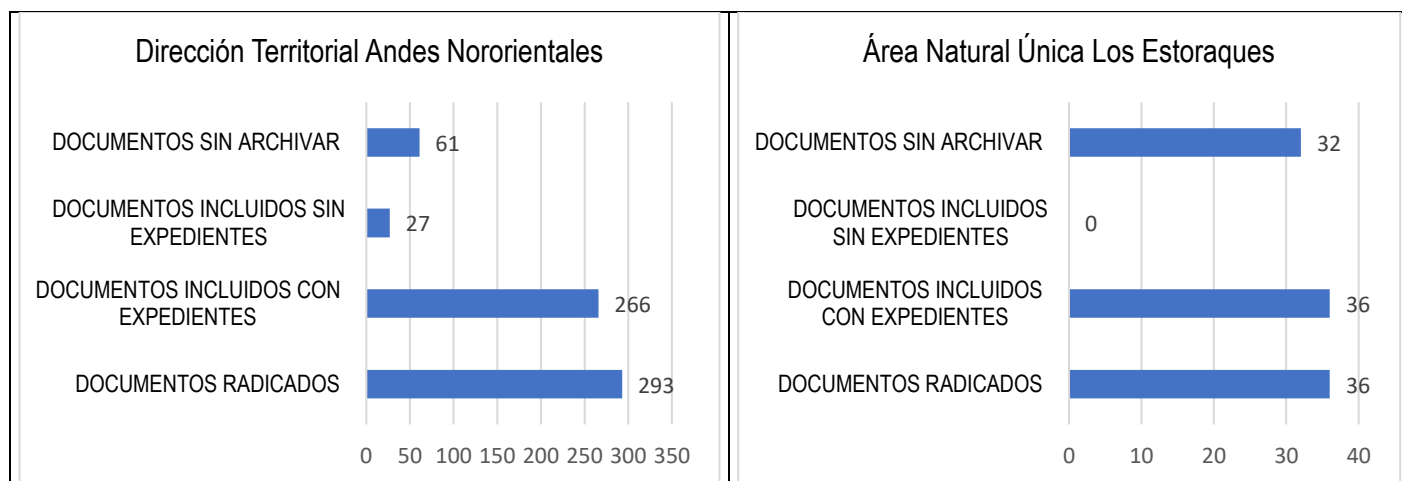 Dirección Territorial Andes Nororientales
DOCUMENTOS SIN ARCHIVAR
61
DOCUMENTOS INCLUIDOS SIN
EXPEDIENTES
27
DOCUMENTOS INCLUIDOS CON
EXPEDIENTES
266
DOCUMENTOS RADICADOS
293
0 50 100 150 200 250 300 350
Área Natural Única Los Estoraques
DOCUMENTOS SIN ARCHIVAR
32
DOCUMENTOS INCLUIDOS
SIN EXPEDIENTES
0
DOCUMENTOS INCLUIDOS
CON EXPEDIENTES
36
DOCUMENTOS RADICADOS
36
0 10 20 30 40